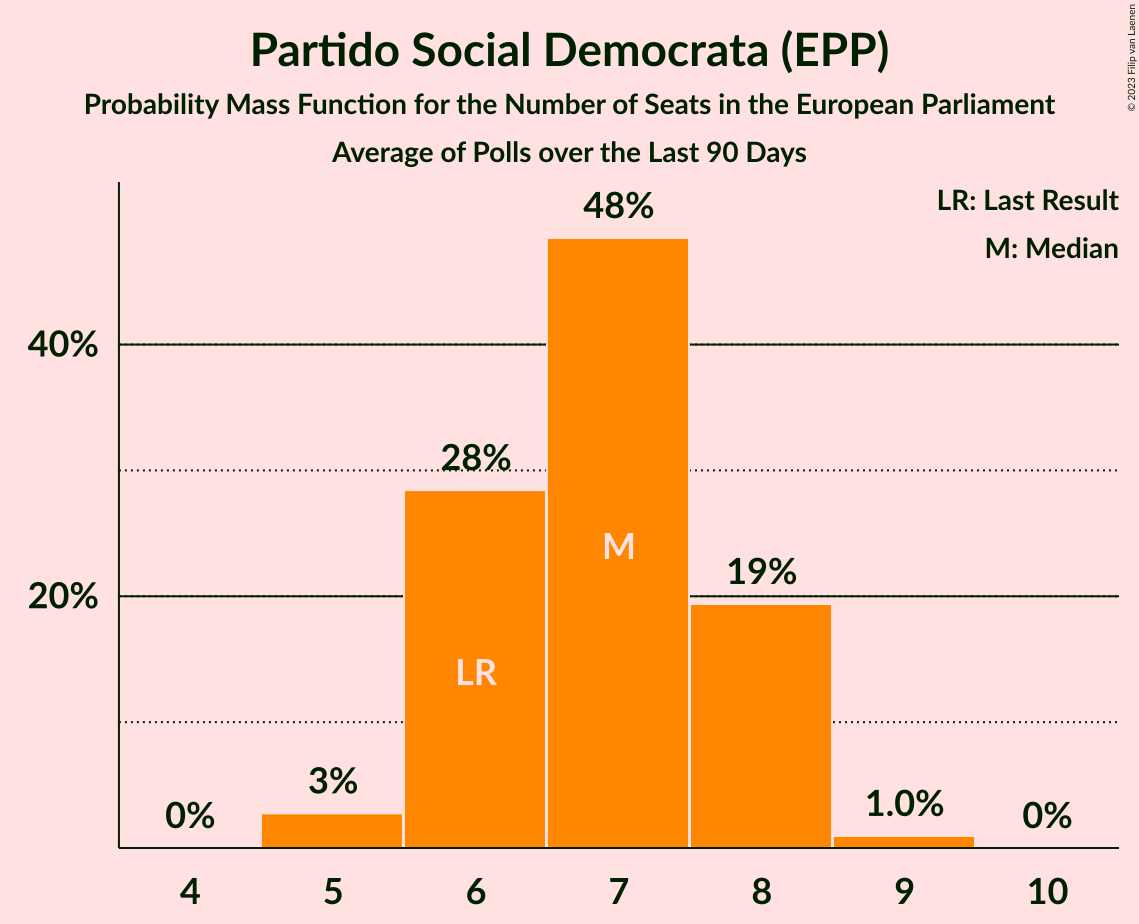 Partido Social Democrata (EPP)
Probability Mass Function for the Number of Seats in the European Parliament
Average of Polls over the Last 90 Days
© 2023 Filip van Laenen
LR: Last Result
M: Median
48%
40%
28%
M
19%
20%
LR
3%
1.0%
0%
0%
4 5 6 7 8 9 10